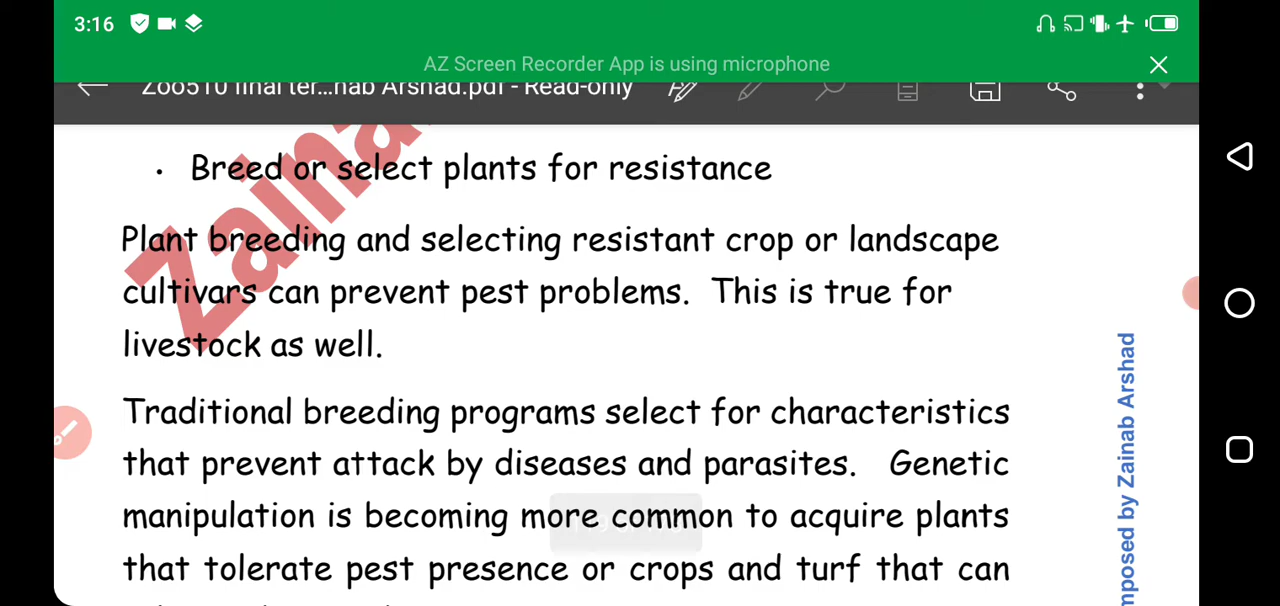 3:16
AZ Screen Recorder App is using microphone
Zoo510 final ter...nab Arshad.pdf - Read-only
• Breed or select plants for resistance
Plant breeding and selecting resistant crop or landscape
cultivars can prevent pest problems. This is true for
livestock as well.
Traditional breeding programs select for characteristics
that prevent attack by diseases and parasites. Genetic
manipulation is becoming more common to acquire plants
that tolerate pest presence or crops and turf that can
Zaina
mposed by Zainab Arshad